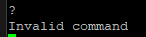 ?
Invalid command